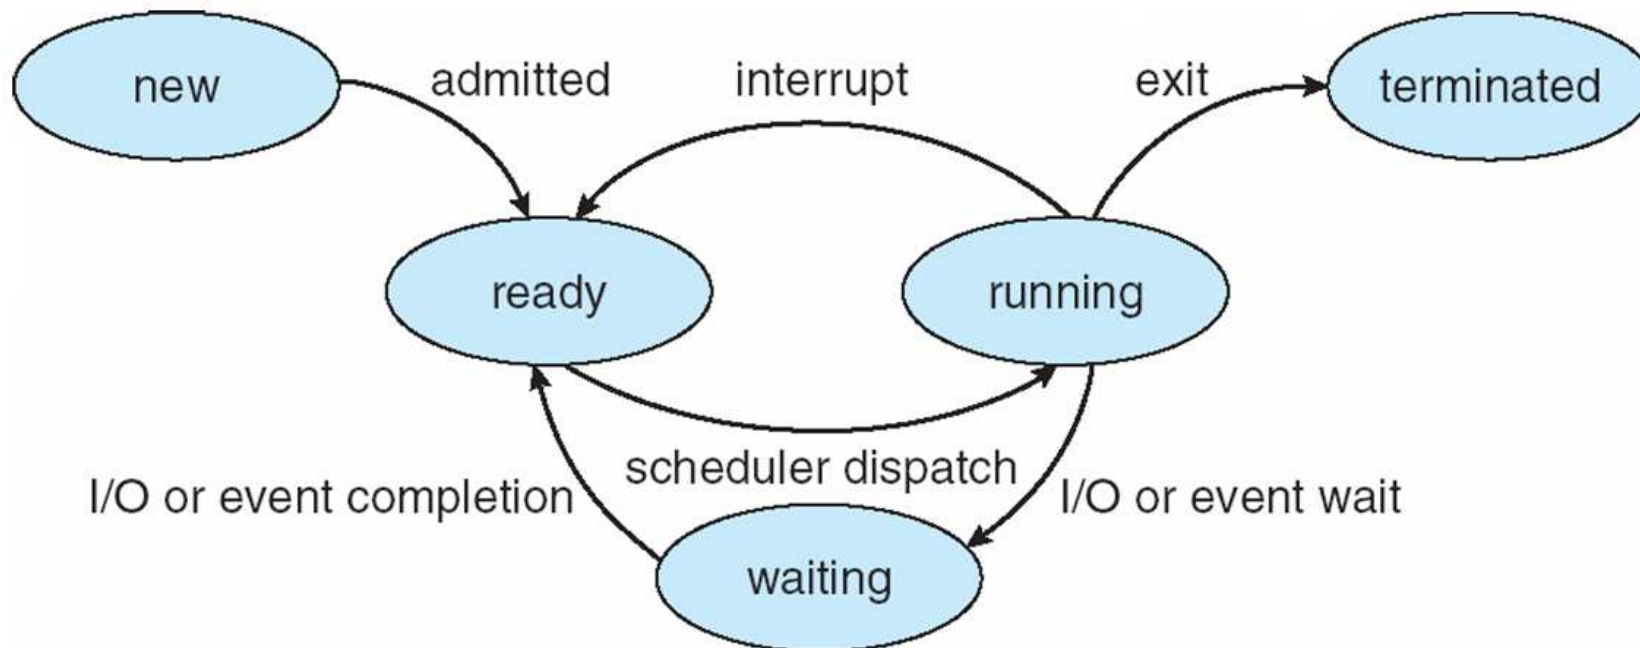 new
admitted
interrupt
exit
terminated
ready
running
scheduler dispatch
I/O or event completion
I/O or event wait
waiting